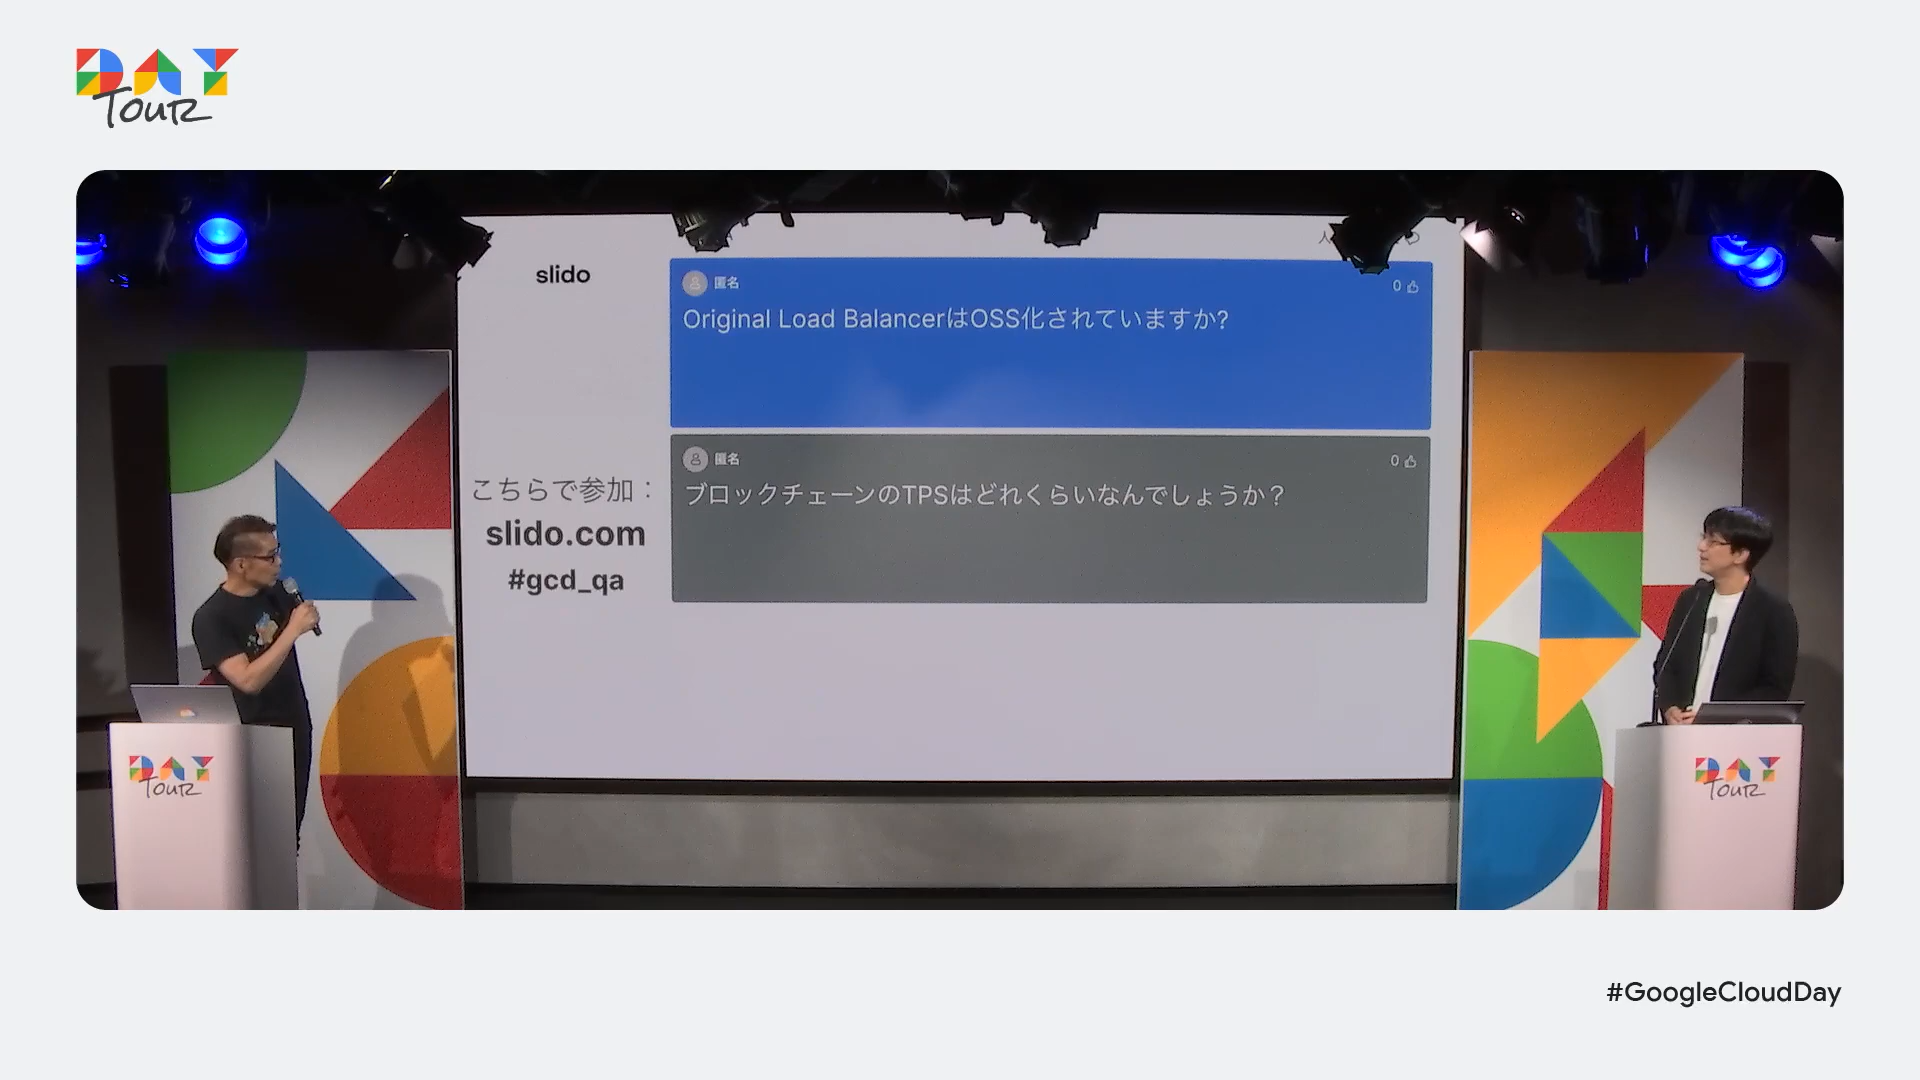 DAY
TOUR
slido
匿名
0
Original Load BalancerはOSS化されていますか?
匿名
0
ブロックチェーンのTPSはどれくらいなんでしょうか？
こちらで参加：
slido.com
#gcd_qa
DAY
TOUR
DAY
TOUR
#GoogleCloudDay